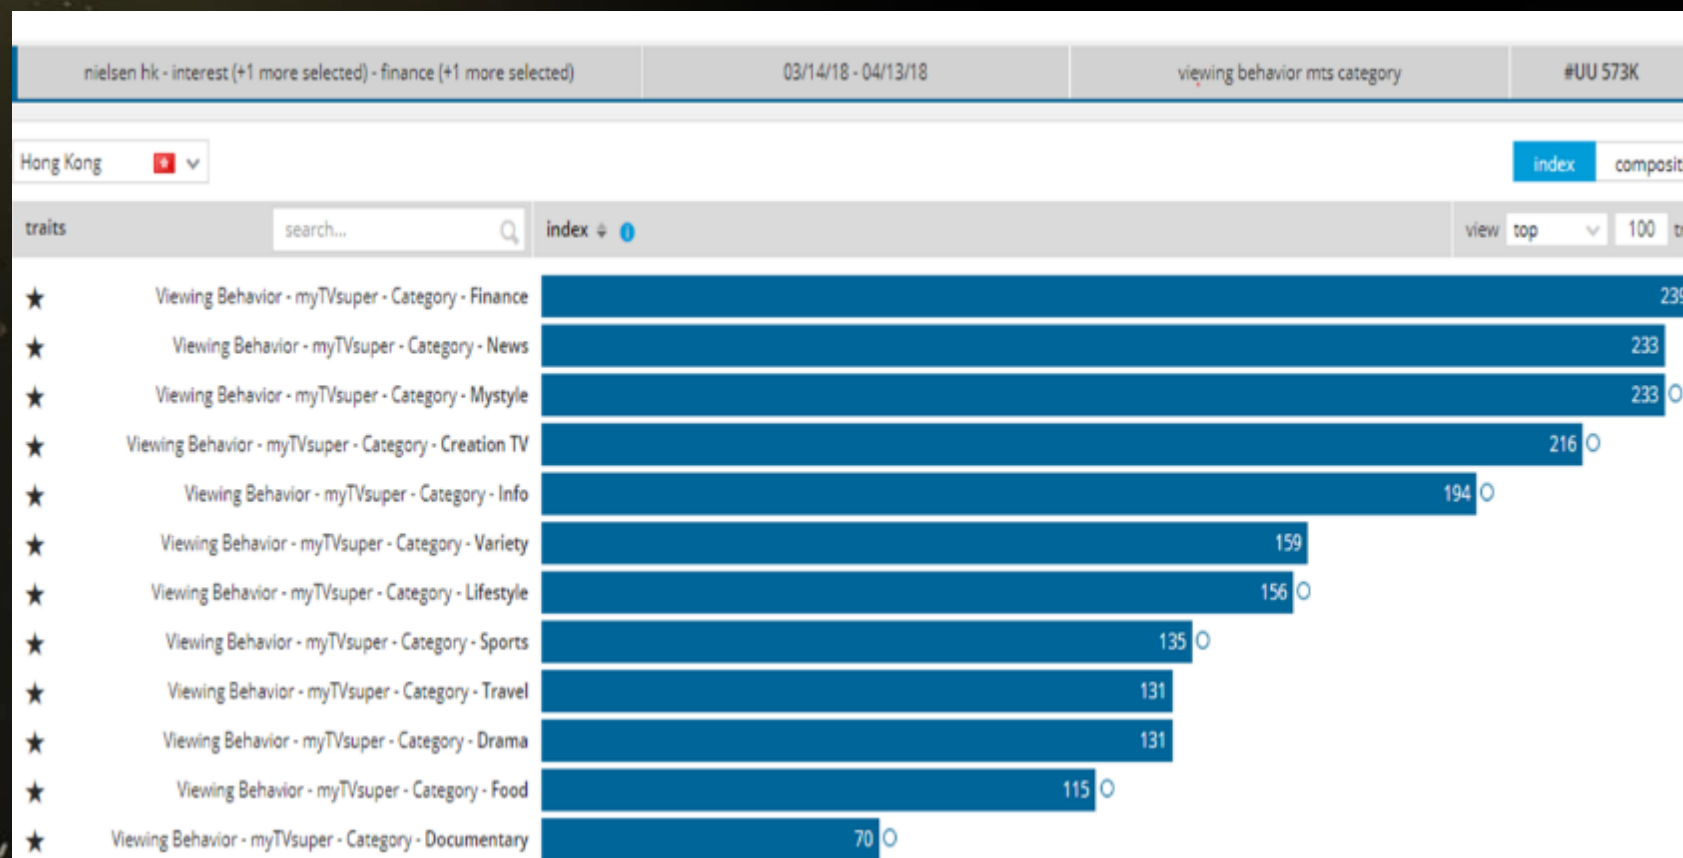 nielsen hk - interest (+1 more selected) - finance (+1 more selected) 03/14/18 - 04/13/18 viewing behavior mts category #UU 573K
Hong Kong index composit
traits search... index view top 100 tr
Viewing Behavior - myTVsuper - Category - Finance 239
Viewing Behavior - myTVsuper - Category - News 233
Viewing Behavior - myTVsuper - Category - Mystyle 233
Viewing Behavior - myTVsuper - Category - Creation TV 216
Viewing Behavior - myTVsuper - Category - Info 194
Viewing Behavior - myTVsuper - Category - Variety 159
Viewing Behavior - myTVsuper - Category - Lifestyle 156
Viewing Behavior - myTVsuper - Category - Sports 135
Viewing Behavior - myTVsuper - Category - Travel 131
Viewing Behavior - myTVsuper - Category - Drama 131
Viewing Behavior - myTVsuper - Category - Food 115
Viewing Behavior - myTVsuper - Category - Documentary 70